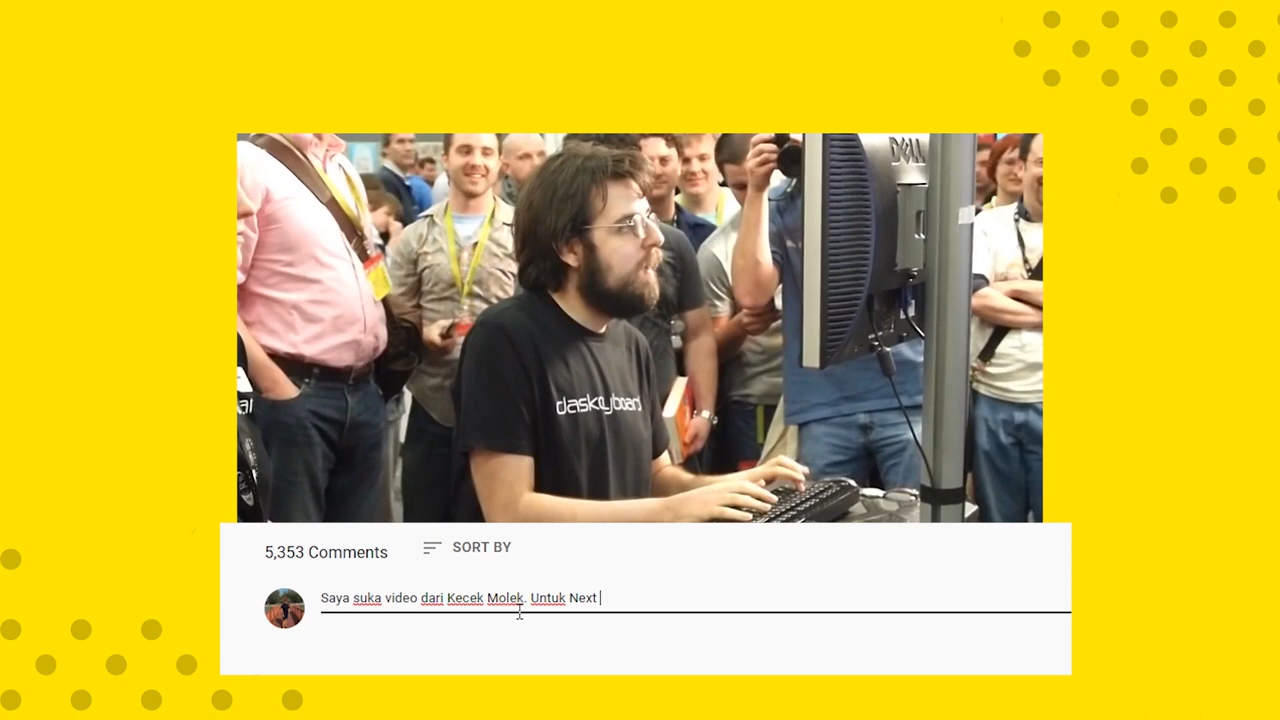 DELL
daskeyboard
5,353 Comments
SORT BY
Saya suka video dari Kecek Molek. Untuk Next